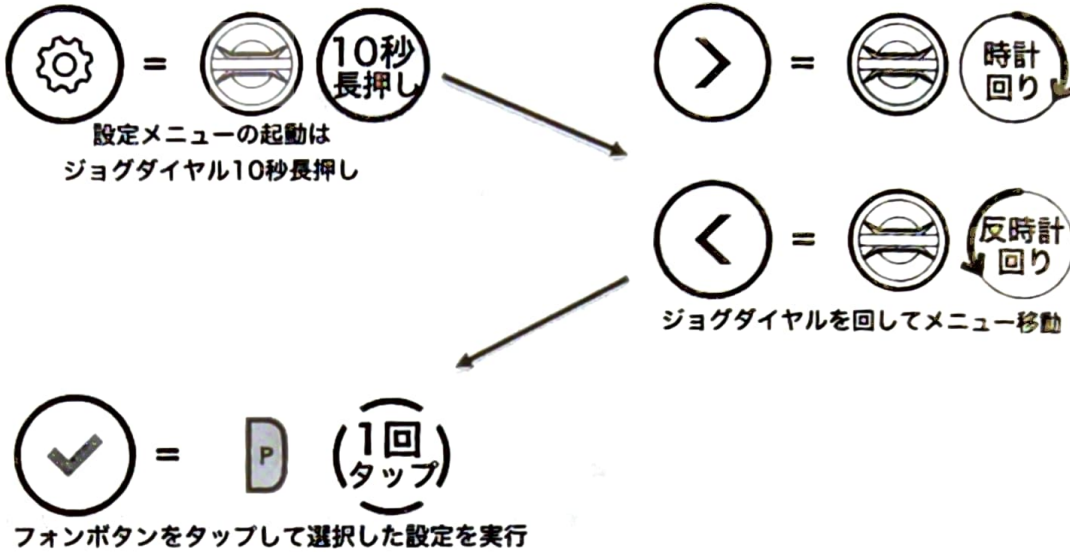 =
10秒
長押し
設定メニューの起動は
ジョグダイヤル10秒長押し
=
時計
回り
=
反時計
回り
ジョグダイヤルを回してメニュー移動
=
P
1回
タップ
フォンボタンをタップして選択した設定を実行